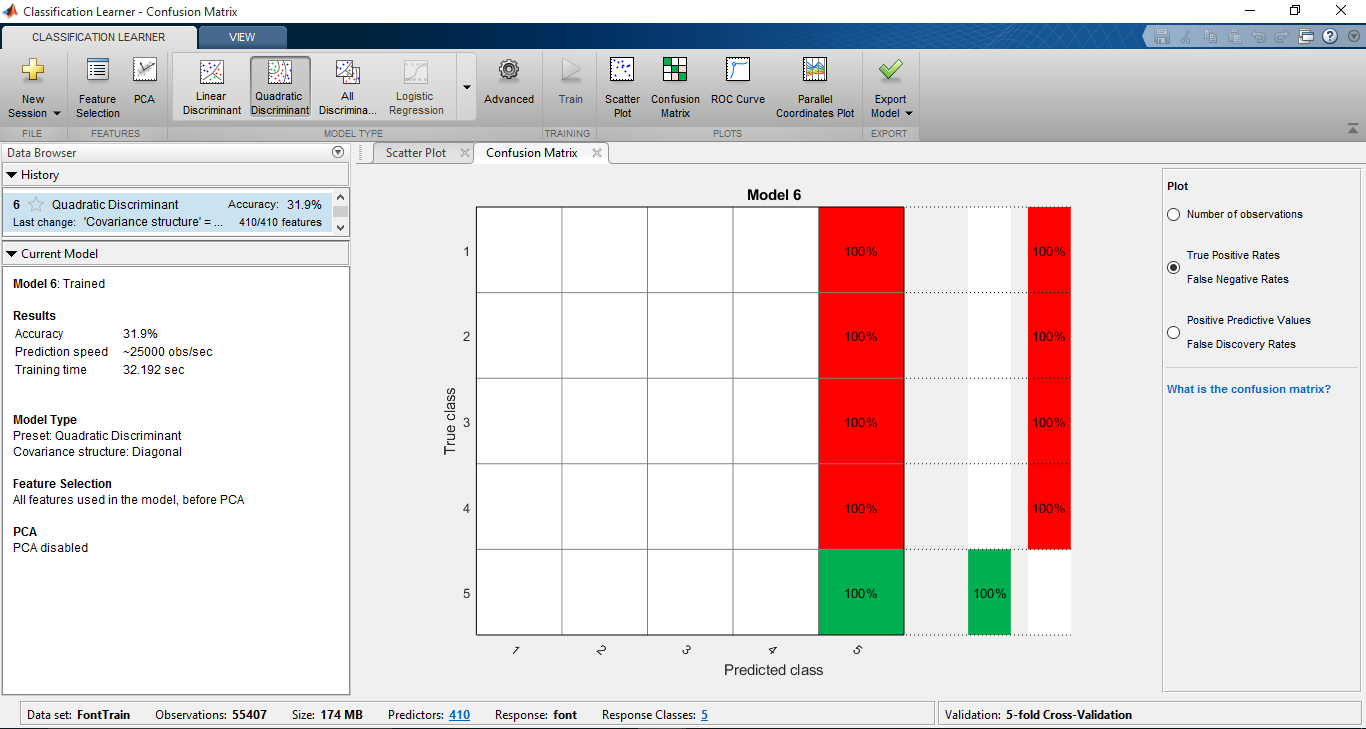 Classification Learner - Confusion Matrix
CLASSIFICATION LEARNER
VIEW
New Session
Feature Selection
PCA
Linear Discriminant
Quadratic Discriminant
All Discrimina...
Logistic Regression
Advanced
Train
Scatter Plot
Confusion Matrix
ROC Curve
Parallel Coordinates Plot
Export Model
FILE
FEATURES
MODEL TYPE
TRAINING
PLOTS
EXPORT
Data Browser
History
6 Quadratic Discriminant Accuracy: 31.9%
Last change: 'Covariance structure' = ... 410/410 features
Current Model
Model 6: Trained
Results
Accuracy 31.9%
Prediction speed ~25000 obs/sec
Training time 32.192 sec
Model Type
Preset: Quadratic Discriminant
Covariance structure: Diagonal
Feature Selection
All features used in the model, before PCA
PCA
PCA disabled
Scatter Plot
Confusion Matrix
Model 6
True class
1 100% 100%
2 100% 100%
3 100% 100%
4 100% 100%
5 100% 100%
1 2 3 4 5
Predicted class
Plot
Number of observations
True Positive Rates
False Negative Rates
Positive Predictive Values
False Discovery Rates
What is the confusion matrix?
Data set: FontTrain Observations: 55407 Size: 174 MB Predictors: 410 Response: font Response Classes: 5
Validation: 5-fold Cross-Validation